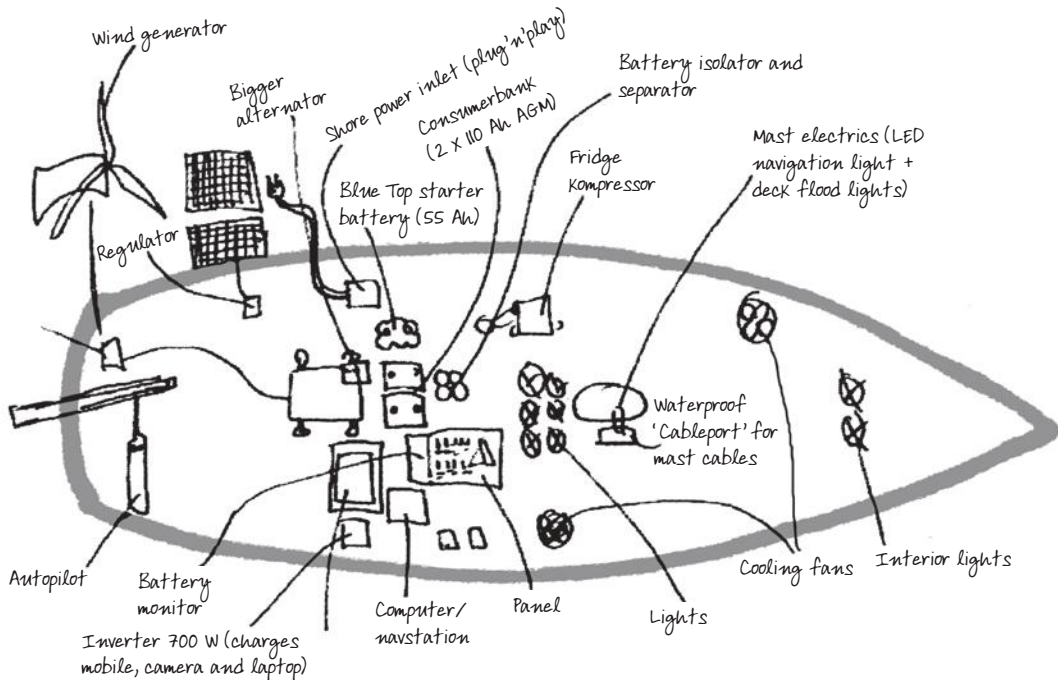 Wind generator
Bigger
alternator
Shore power inlet (plug'n'play)
Consumerbank
(2 X 110 Ah AGM)
Battery isolator and
separator
Mast electrics (LED
navigation light +
deck flood lights)
Fridge
Kompressor
Blue Top starter
battery (55 Ah)
Regulator
Waterproof
'Cableport' for
mast cables
Autopilot
Battery
monitor
Inverter 700 W (charges
mobile, camera and laptop)
Computer/
navstation
Panel
Lights
Cooling fans
Interior lights